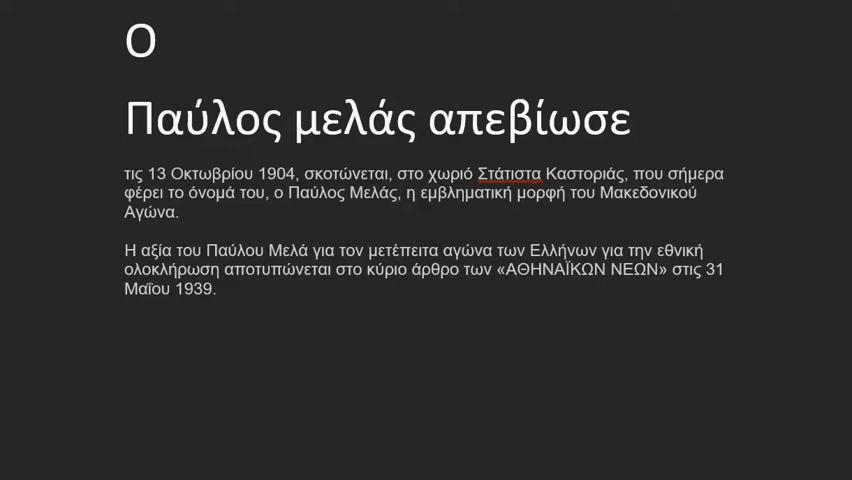 Ο
Παύλος μελάς απεβίωσε
τις 13 Οκτωβρίου 1904, σκοτώνεται, στο χωριό Στάτιστα Καστοριάς, που σήμερα
φέρει το όνομά του, ο Παύλος Μελάς, η εμβληματική μορφή του Μακεδονικού
Αγώνα.
Η αξία του Παύλου Μελά για τον μετέπειτα αγώνα των Ελλήνων για την εθνική
ολοκλήρωση αποτυπώνεται στο κύριο άρθρο των «ΑΘΗΝΑΪΚΩΝ ΝΕΩΝ» στις 31
Μαΐου 1939.